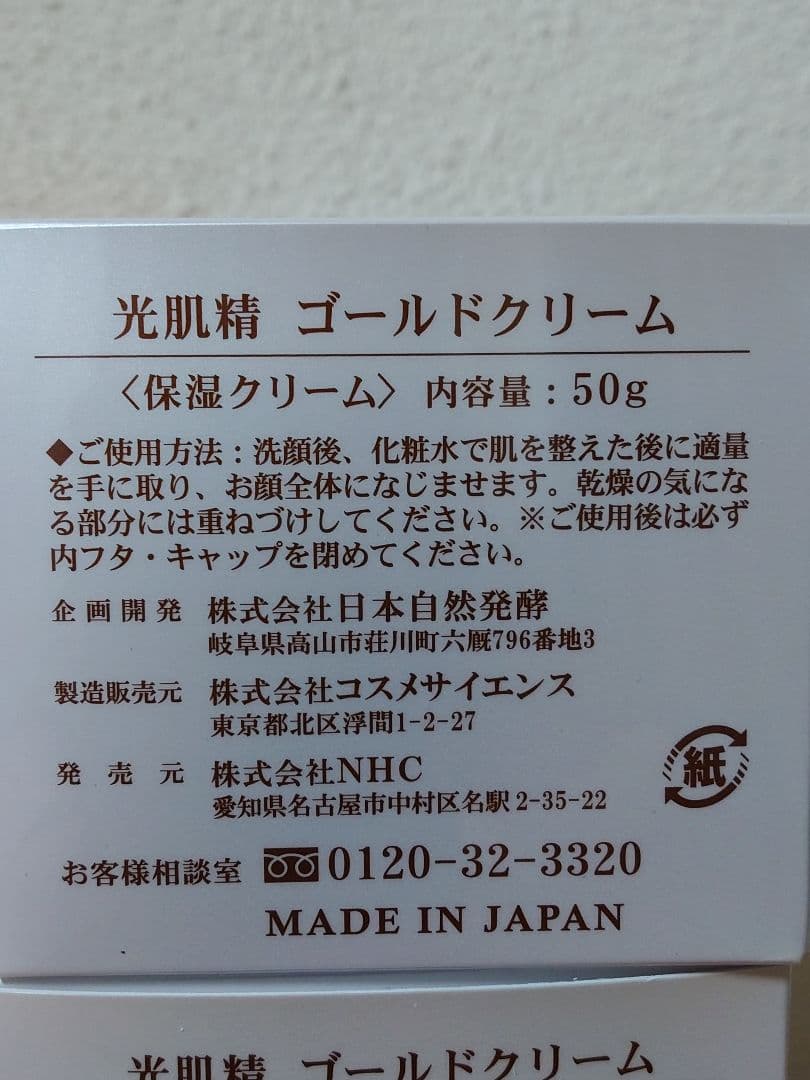 光肌精 ゴールドクリーム
〈保湿クリーム〉 内容量：50g
◆ご使用方法：洗顔後、化粧水で肌を整えた後に適量
を手に取り、お顔全体になじませます。乾燥の気にな
る部分には重ねづけしてください。※ご使用後は必ず
内フタ・キャップを閉めてください。
企画開発 株式会社日本自然発酵
岐阜県高山市荘川町六厩796番地3
製造販売元 株式会社コスメサイエンス
東京都北区浮間1-2-27
発売元 株式会社NHC
愛知県名古屋市中村区名駅2-35-22
紙
お客様相談室 0120-32-3320
MADE IN JAPAN
光肌精 ゴールドクリーム